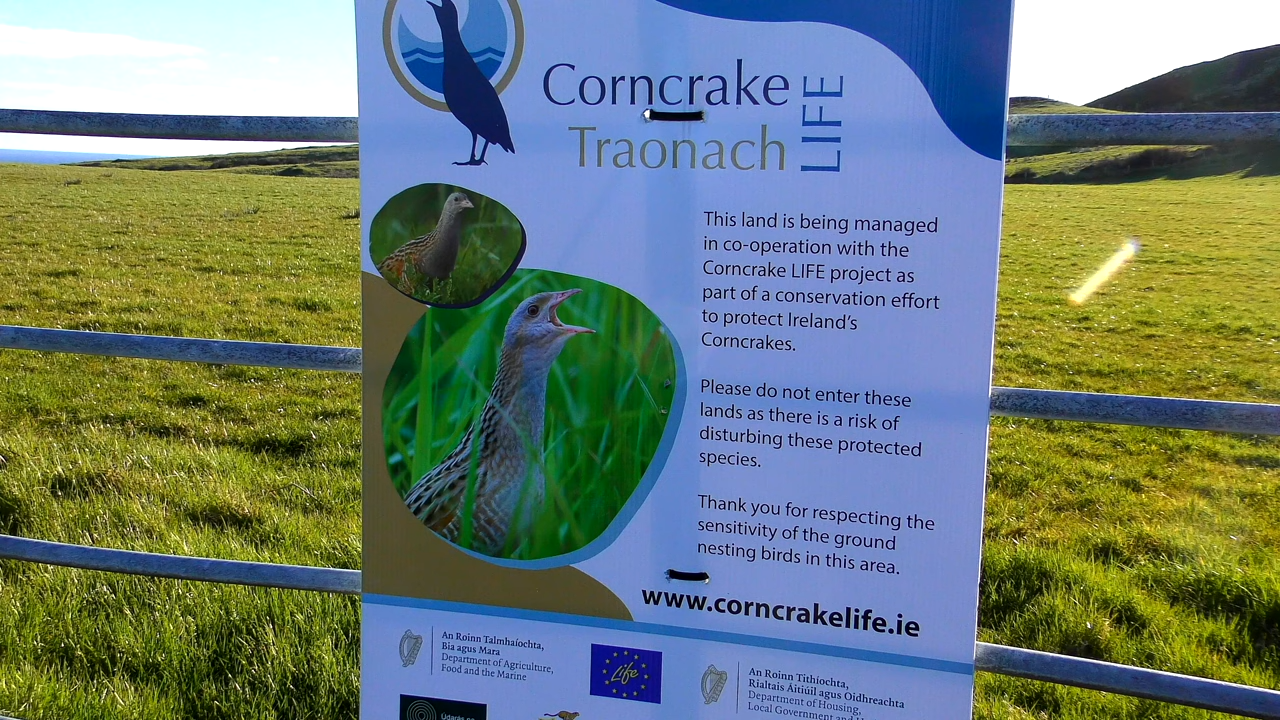 Corncrake
Traonach
LIFE
This land is being managed
in co-operation with the
Corncrake LIFE project as
part of a conservation effort
to protect Ireland's
Corncrakes.
Please do not enter these
lands as there is a risk of
disturbing these protected
species.
Thank you for respecting the
sensitivity of the ground
nesting birds in this area.
www.corncrakelife.ie
An Roinn Talmhaíochta,
Bia agus Mara
Department of Agriculture,
Food and the Marine
Life
An Roinn Tithíochta,
Rialtais Áitiúil agus Oidhreachta
Department of Housing,
Local Government and
Údarás